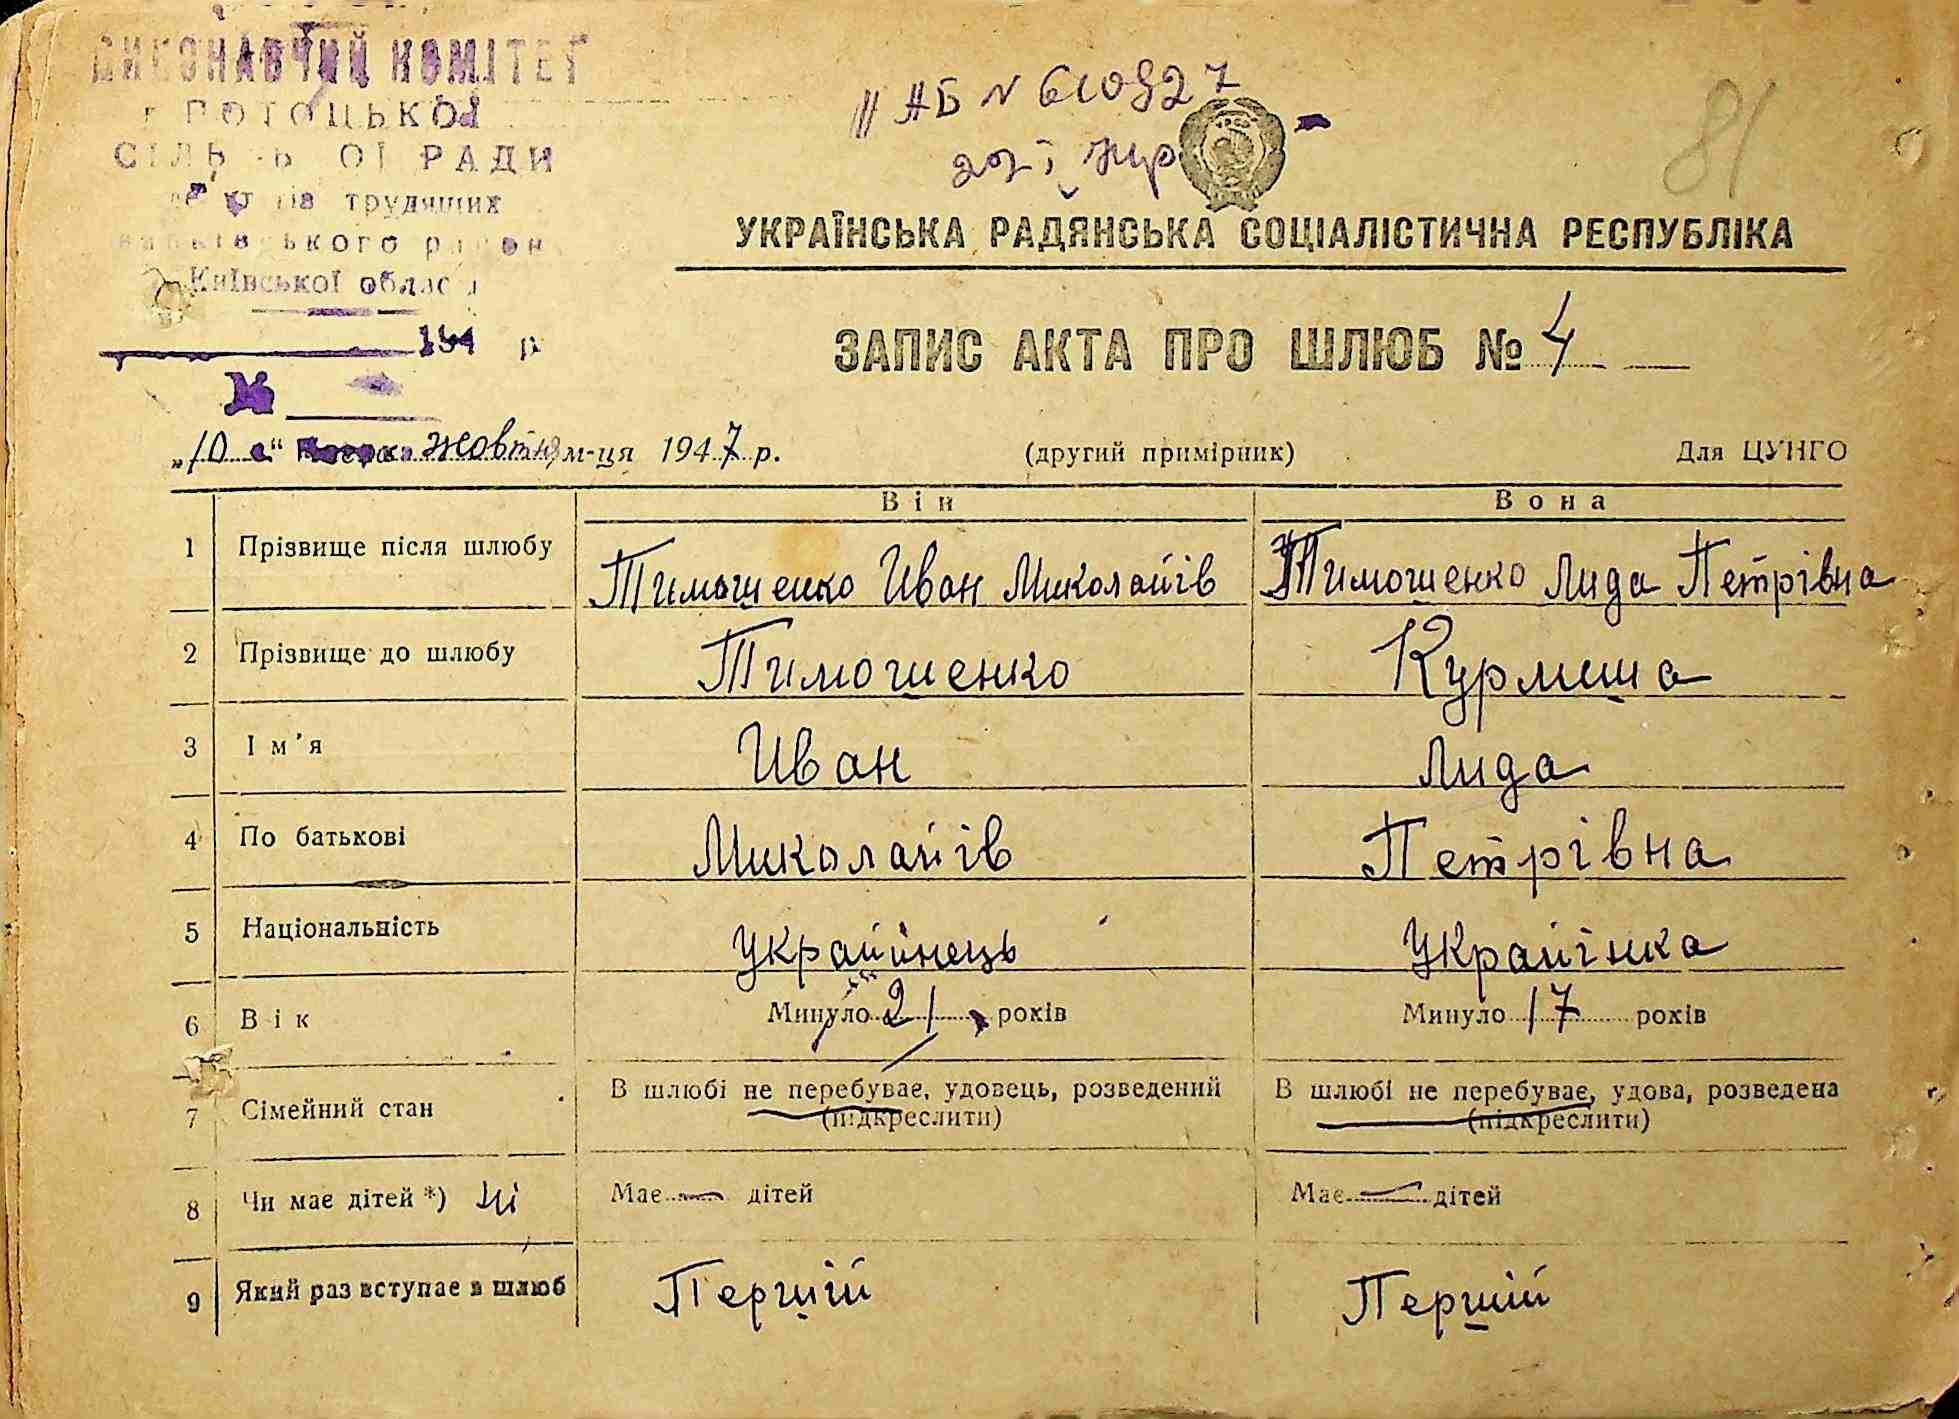 ВИКОНАВЧИЙ КОМІТЕТ
ПОТОЦЬКОЇ
РАДИ
трудящих
Київської
194 р.
№
АБ № 610927
81
УКРАЇНСЬКА РАДЯНСЬКА СОЦІАЛІСТИЧНА РЕСПУБЛІКА
ЗАПИС АКТА ПРО ШЛЮБ № 4
„10" жовтня м-ця 1947 р. (другий примірник) Для ЦУНГО
Він Вона
1 Прізвище після шлюбу Тимошенко Иван Миколайів Тимошенко Лида Петрівна
2 Прізвище до шлюбу Тимошенко Курмиша
3 Ім'я Иван Лида
4 По батькові Миколайів Петрівна
5 Національність Українець Украйінка
6 Вік Минуло 21 років Минуло 17 років
7 Сімейний стан В шлюбі не перебуває, удовець, розведений (підкреслити) В шлюбі не перебуває, удова, розведена (підкреслити)
8 Чи має дітей *) ні Має — дітей Має — дітей
9 Який раз вступає в шлюб Перший Перший